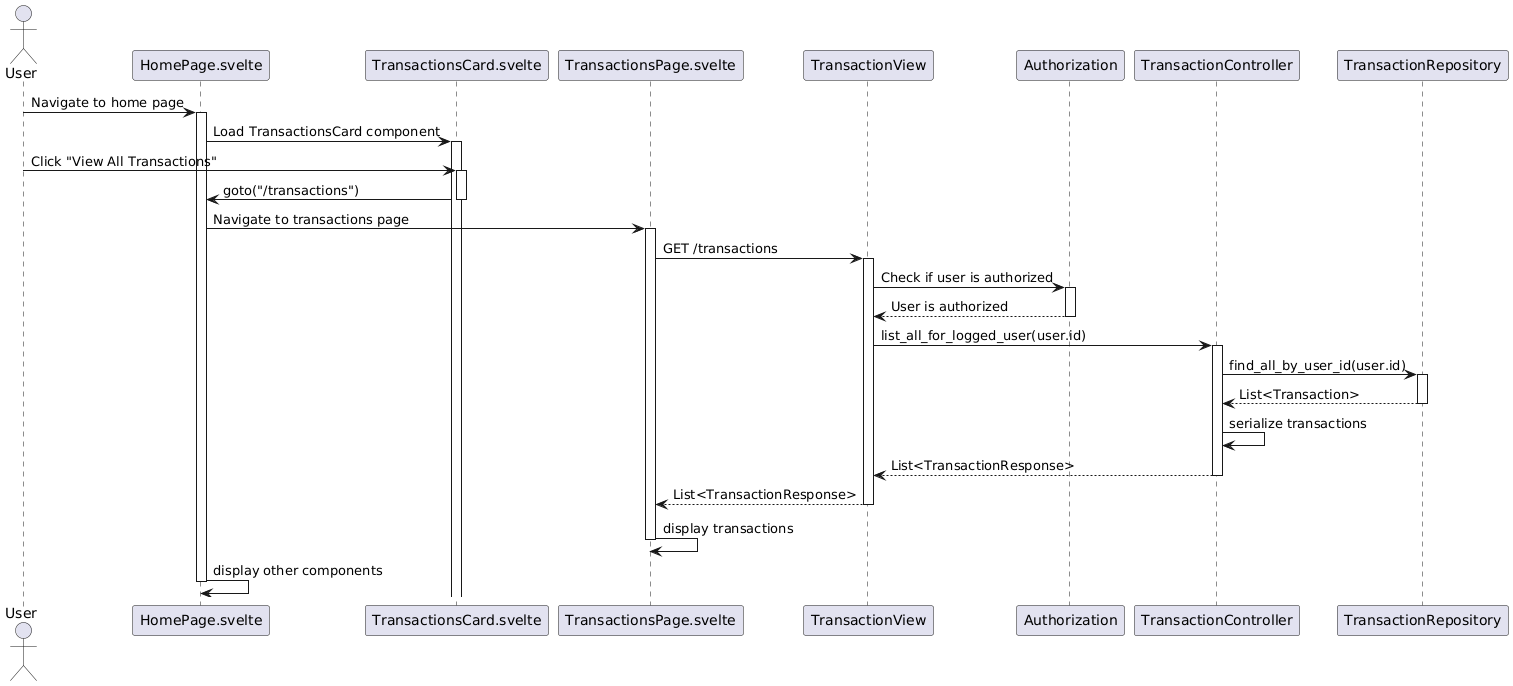 User
HomePage.svelte
TransactionsCard.svelte
TransactionsPage.svelte
TransactionView
Authorization
TransactionController
TransactionRepository
Navigate to home page
Load TransactionsCard component
Click "View All Transactions"
goto("/transactions")
Navigate to transactions page
GET /transactions
Check if user is authorized
User is authorized
list_all_for_logged_user(user.id)
find_all_by_user_id(user.id)
List<Transaction>
serialize transactions
List<TransactionResponse>
List<TransactionResponse>
display transactions
display other components
User
HomePage.svelte
TransactionsCard.svelte
TransactionsPage.svelte
TransactionView
Authorization
TransactionController
TransactionRepository